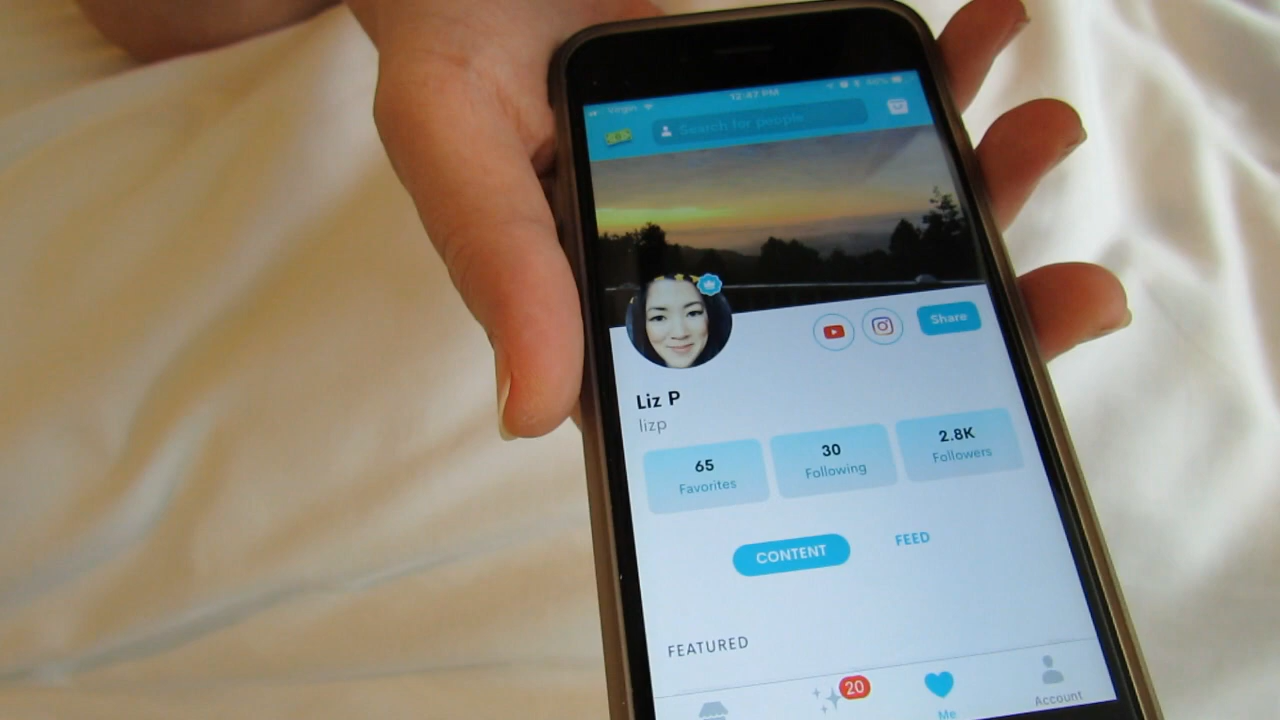 Virgin 12:47 PM
Search for people
Share
Liz P
lizp
65 30 2.8K
Favorites Following Followers
CONTENT FEED
FEATURED
20
Me Account